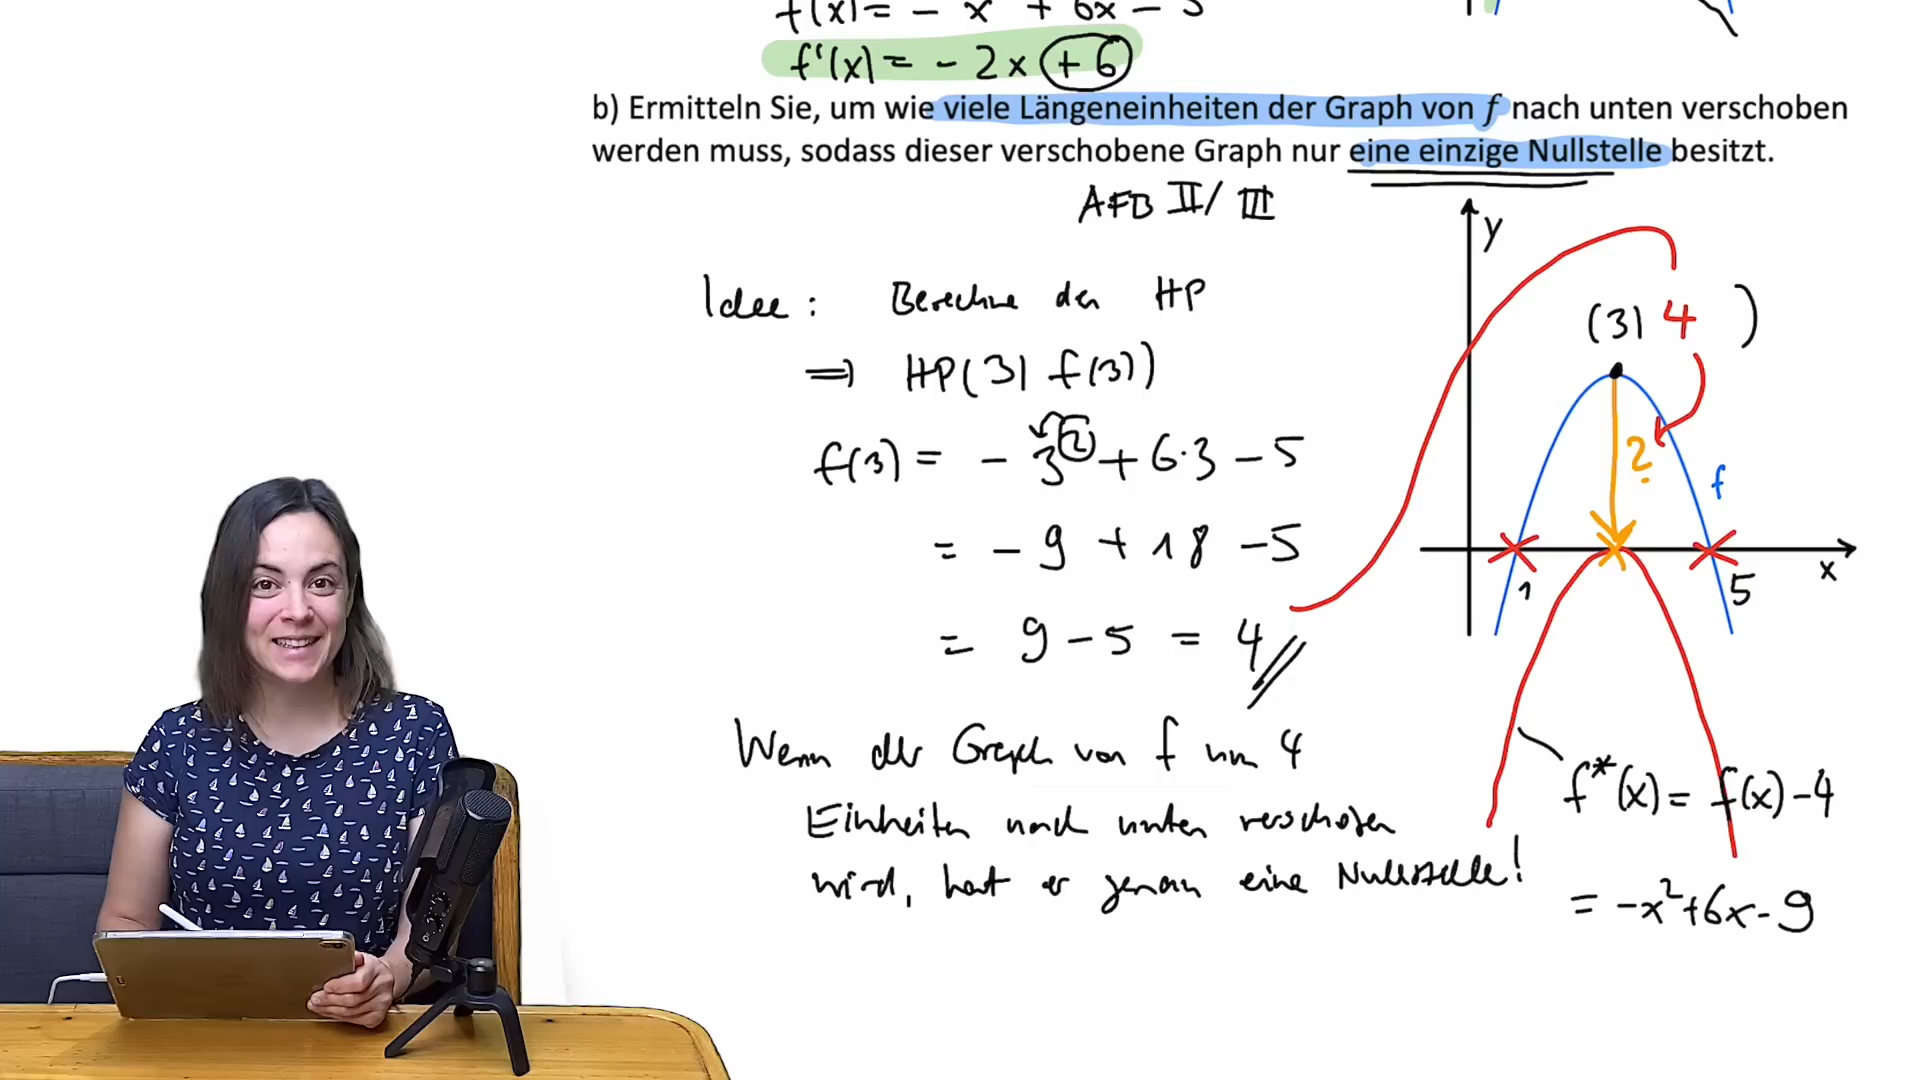 f(x) = - x² + 6x - 5
f'(x) = - 2x + 6
b) Ermitteln Sie, um wie viele Längeneinheiten der Graph von f nach unten verschoben
werden muss, sodass dieser verschobene Graph nur eine einzige Nullstelle besitzt.
AFB II / III
Idee : Berechne den HP
⇒ HP(3| f(3))
f(3) = - 3² + 6·3 - 5
= - 9 + 18 - 5
= 9 - 5 = 4
Wenn der Graph von f um 4
Einheiten nach unten verschoben
wird, hat er genau eine Nullstelle!
y
(3| 4 )
?
f
1
5
x
f*(x) = f(x) - 4
= -x² + 6x - 9